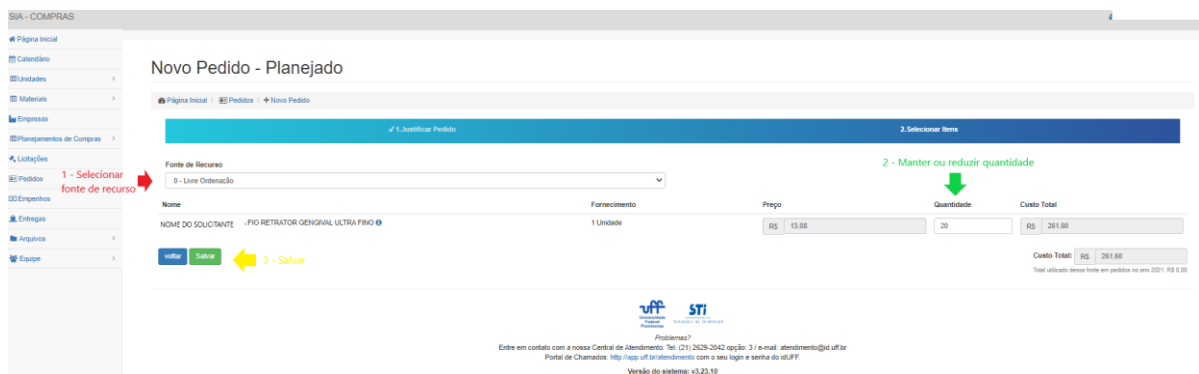 SIA - COMPRAS
Página Inicial
Calendário
Unidades
Materiais
Empresas
Planejamentos de Compras
Licitações
Pedidos
Empenhos
Entregas
Arquivos
Equipe
Novo Pedido - Planejado
Página Inicial / Pedidos / Novo Pedido
✓ 1.Justificar Pedido 2.Selecionar Itens
1 - Selecionar
fonte de recurso
Fonte de Recurso
0 - Livre Ordenação
2 - Manter ou reduzir quantidade
Nome Fornecimento Preço Quantidade Custo Total
NOME DO SOLICITANTE - FIO RETRATOR GENGIVAL ULTRA FINO 1 Unidade R$ 13,08 20 R$ 261,60
voltar Salvar 3 - Salvar
Custo Total: R$ 261,60
Total utilizado dessa fonte em pedidos no ano 2021: R$ 0,00
uff STi
Universidade
Federal
Fluminense
Problemas?
Entre em contato com a nossa Central de Atendimento: Tel: (21) 2629-2042 opção: 3 / e-mail: atendimento@id.uff.br
Portal de Chamados: http://app.uff.br/atendimento com o seu login e senha do idUFF.
Versão do sistema: v3.23.10